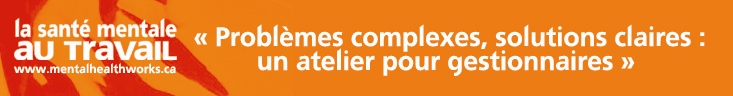 la santé mentale
AU TRAVAIL
www.mentalhealthworks.ca
« Problèmes complexes, solutions claires :
un atelier pour gestionnaires »